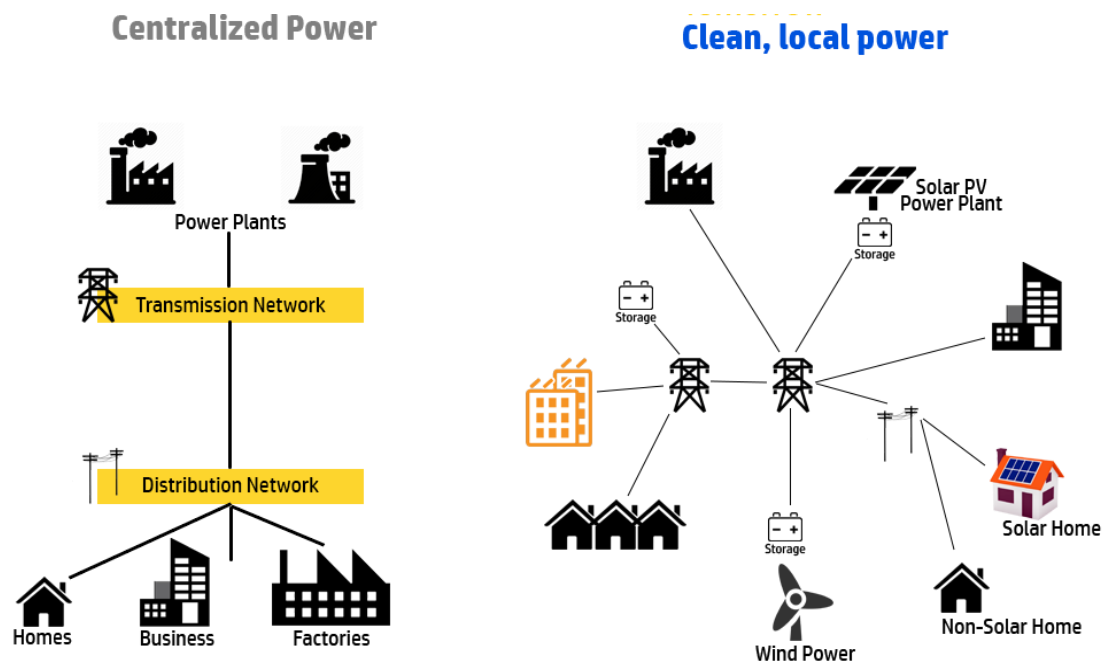 Centralized Power
Clean, local power
Power Plants
Solar PV
Power Plant
Storage
Transmission Network
Storage
Distribution Network
Solar Home
Storage
Homes
Business
Factories
Non-Solar Home
Wind Power